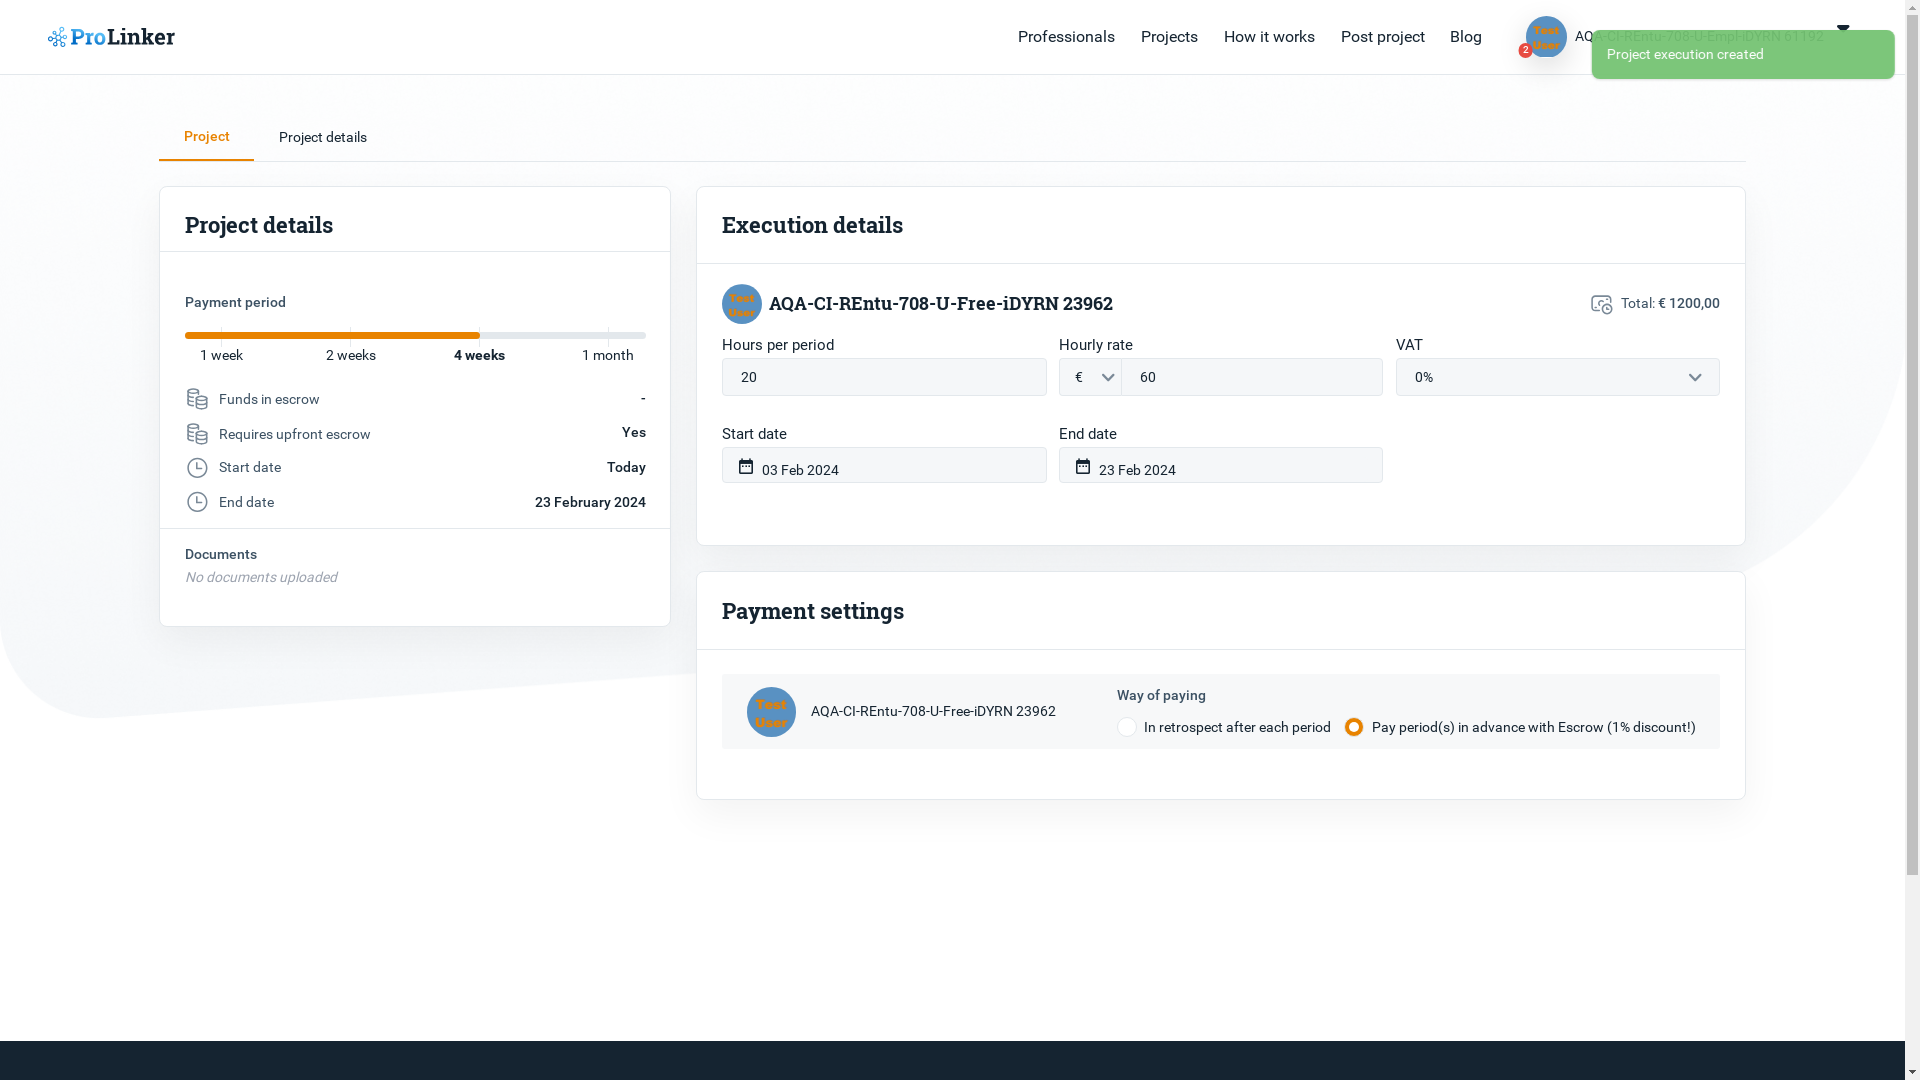 ProLinker
Professionals
Projects
How it works
Post project
Blog
Test
User
2
AQA-CI-REntu-708-U-Empl-iDYRN 61192
Project execution created
Project
Project details
Project details
Payment period
1 week
2 weeks
4 weeks
1 month
Funds in escrow
-
Requires upfront escrow
Yes
Start date
Today
End date
23 February 2024
Documents
No documents uploaded
Execution details
Test
User
AQA-CI-REntu-708-U-Free-iDYRN 23962
Total: € 1200,00
Hours per period
Hourly rate
VAT
20
€
60
0%
Start date
End date
03 Feb 2024
23 Feb 2024
Payment settings
Test
User
AQA-CI-REntu-708-U-Free-iDYRN 23962
Way of paying
In retrospect after each period
Pay period(s) in advance with Escrow (1% discount!)